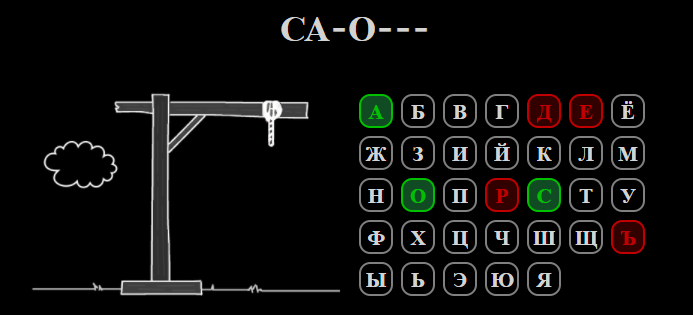 СА-О---
А Б В Г Д Е Ё
Ж З И Й К Л М
Н О П Р С Т У
Ф Х Ц Ч Ш Щ Ъ
Ы Ь Э Ю Я